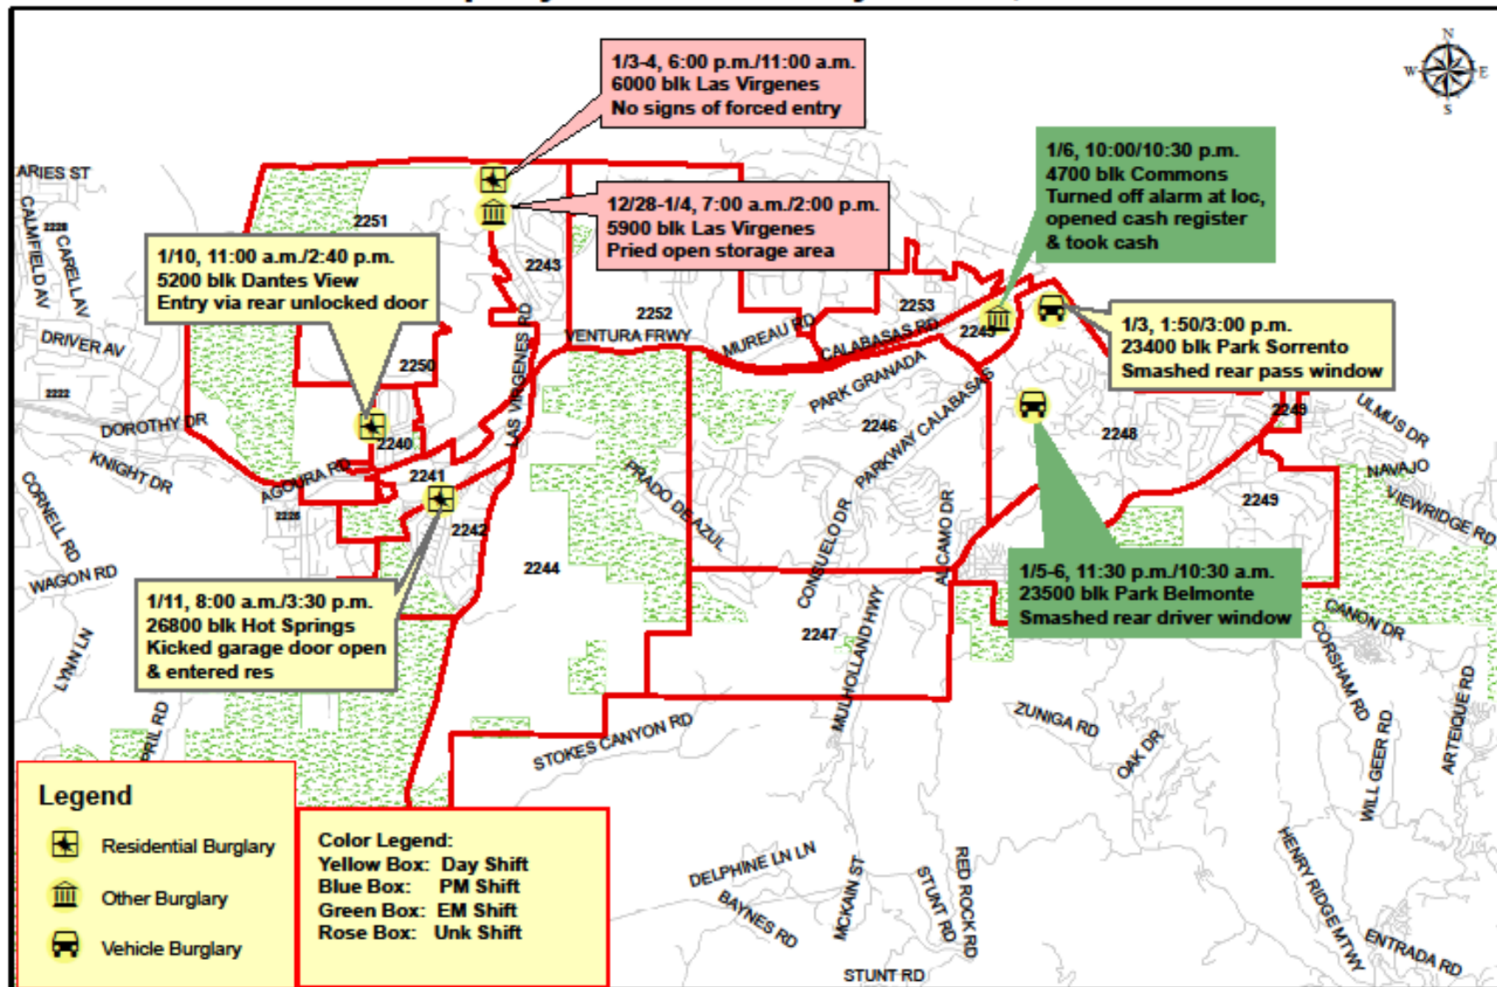 N
W
E
S
1/3-4, 6:00 p.m./11:00 a.m.
6000 blk Las Virgenes
No signs of forced entry
12/28-1/4, 7:00 a.m./2:00 p.m.
5900 blk Las Virgenes
Pried open storage area
1/6, 10:00/10:30 p.m.
4700 blk Commons
Turned off alarm at loc,
opened cash register
& took cash
1/10, 11:00 a.m./2:40 p.m.
5200 blk Dantes View
Entry via rear unlocked door
1/3, 1:50/3:00 p.m.
23400 blk Park Sorrento
Smashed rear pass window
1/5-6, 11:30 p.m./10:30 a.m.
23500 blk Park Belmonte
Smashed rear driver window
1/11, 8:00 a.m./3:30 p.m.
26800 blk Hot Springs
Kicked garage door open
& entered res
ARIES ST
CALMFIELD AV
CARELL AV
2228
2251
2243
2252
2253
2245
DRIVER AV
VENTURA FRWY
MUREAU RD
CALABASAS RD
LAS VIRGENES RD
2250
2222
PARK GRANADA
PARKWAY CALABASAS
DOROTHY DR
2240
2246
2248
2249
ULMUS DR
KNIGHT DR
AGOURA RD
2241
PRADO DE AZUL
NAVAJO
VIEWRIDGE RD
CORNELL RD
2242
2249
WAGON RD
2244
CONSUELO DR
ALCAMO DR
CANON DR
2247
MULHOLLAND HWY
LYNN LN
CORSHAM RD
PRIL RD
STOKES CANYON RD
ZUNIGA RD
OAK DR
WILL GEER RD
ARTEIQUE RD
DELPHINE LN LN
BAYNES RD
MCKAIN ST
STUNT RD
RED ROCK RD
HENRY RIDGE MTWY
ENTRADA RD
STUNT RD
Legend
Residential Burglary
Other Burglary
Vehicle Burglary
Color Legend:
Yellow Box: Day Shift
Blue Box: PM Shift
Green Box: EM Shift
Rose Box: Unk Shift